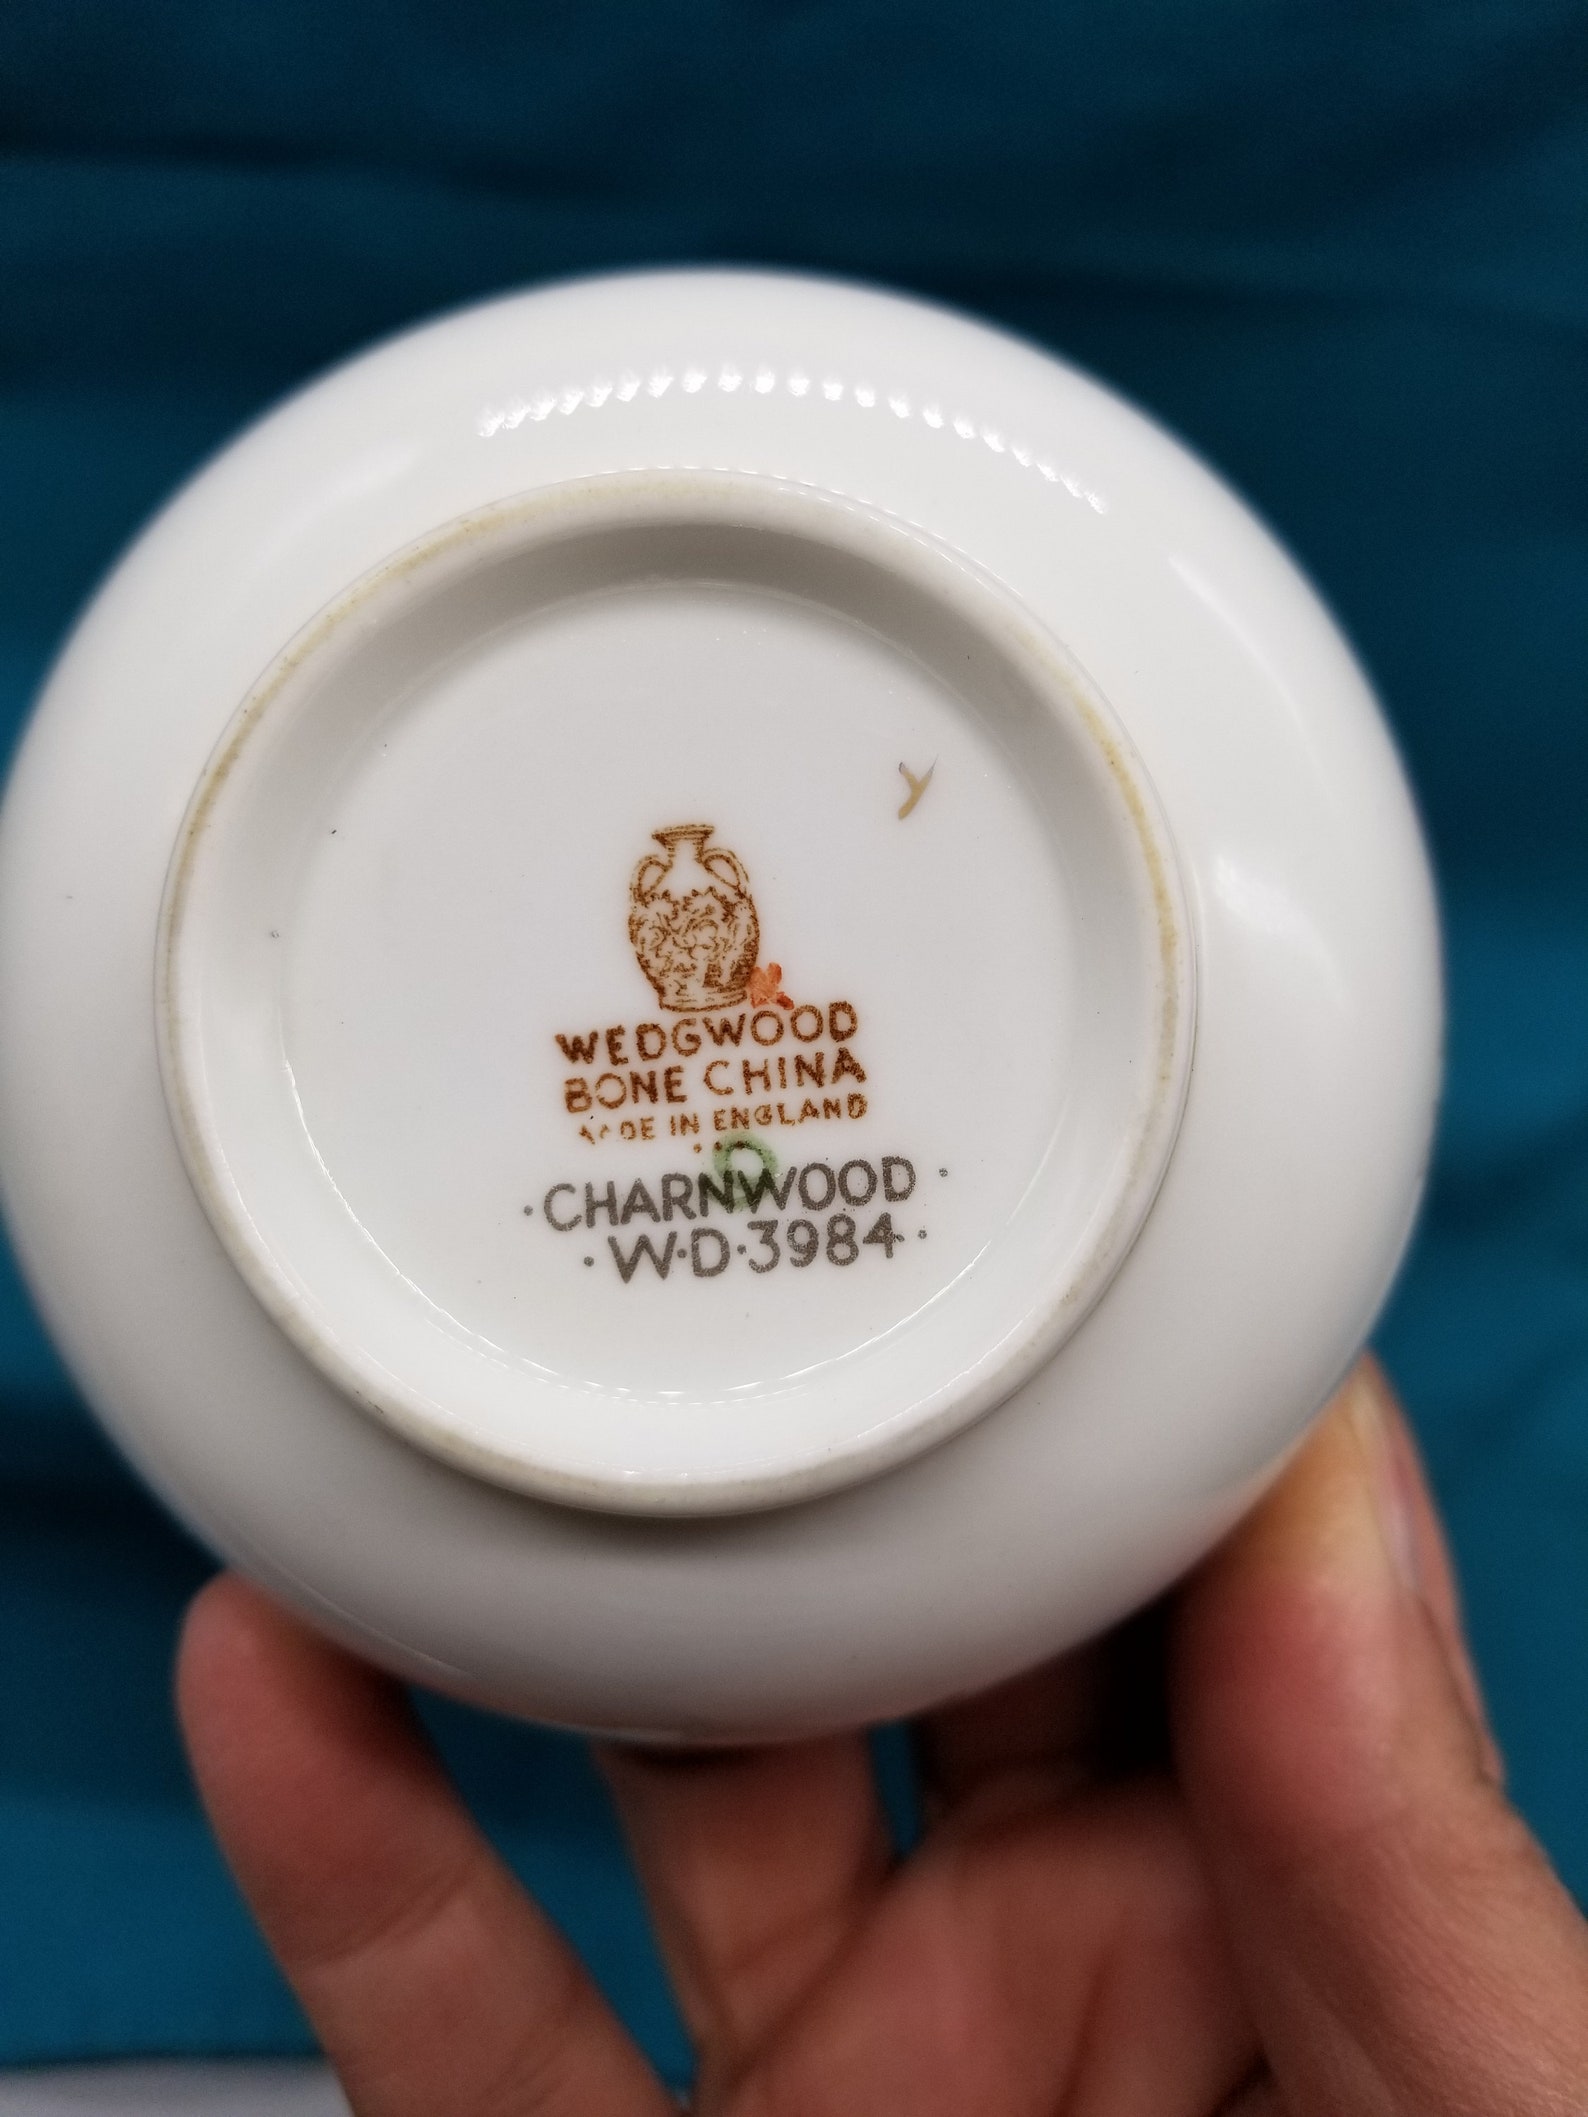 y
WEDGWOOD
BONE CHINA
MADE IN ENGLAND
·CHARNWOOD·
·W·D·3984·